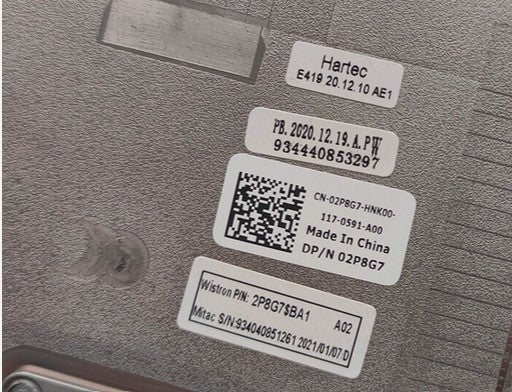 Hartec
E419 20.12.10 AE1
PB.2020.12.19.A.PW
934440853297
CN-02P8G7-HNK00-
117-0591-A00
Made In China
DP/N 02P8G7
Wistron P/N: 2P8G7$BA1 A02
Mitac S/N:934040851261 2021/01/07 D